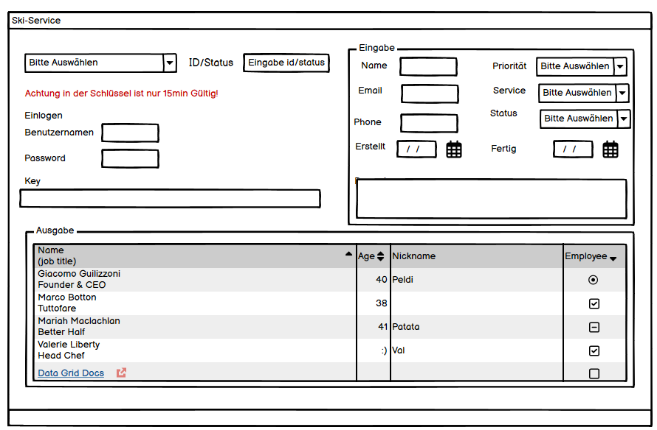 Ski-Service
Bitte Auswählen
ID/Status
Eingabe id/status
Achtung in der Schlüssel ist nur 15min Gültig!
Einlogen
Benutzernamen
Password
Key
Eingabe
Name
Priorität
Bitte Auswählen
Email
Service
Bitte Auswählen
Phone
Status
Bitte Auswählen
Erstellt
/ /
Fertig
/ /
Ausgabe
Name
(job title)
Age
Nickname
Employee
Giacomo Guilizzoni
Founder & CEO
40
Peldi
Marco Botton
Tuttofare
38
Mariah Maclachlan
Better Half
41
Patata
Valerie Liberty
Head Chef
:)
Val
Data Grid Docs